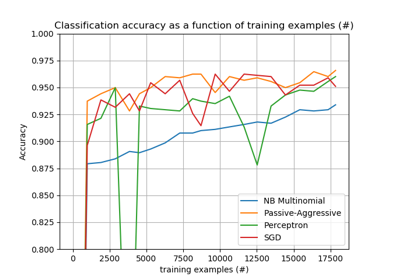 Classification accuracy as a function of training examples (#)
1.000
0.975
0.950
0.925
0.900
0.875
0.850
0.825
0.800
Accuracy
NB Multinomial
Passive-Aggressive
Perceptron
SGD
0 2500 5000 7500 10000 12500 15000 17500
training examples (#)